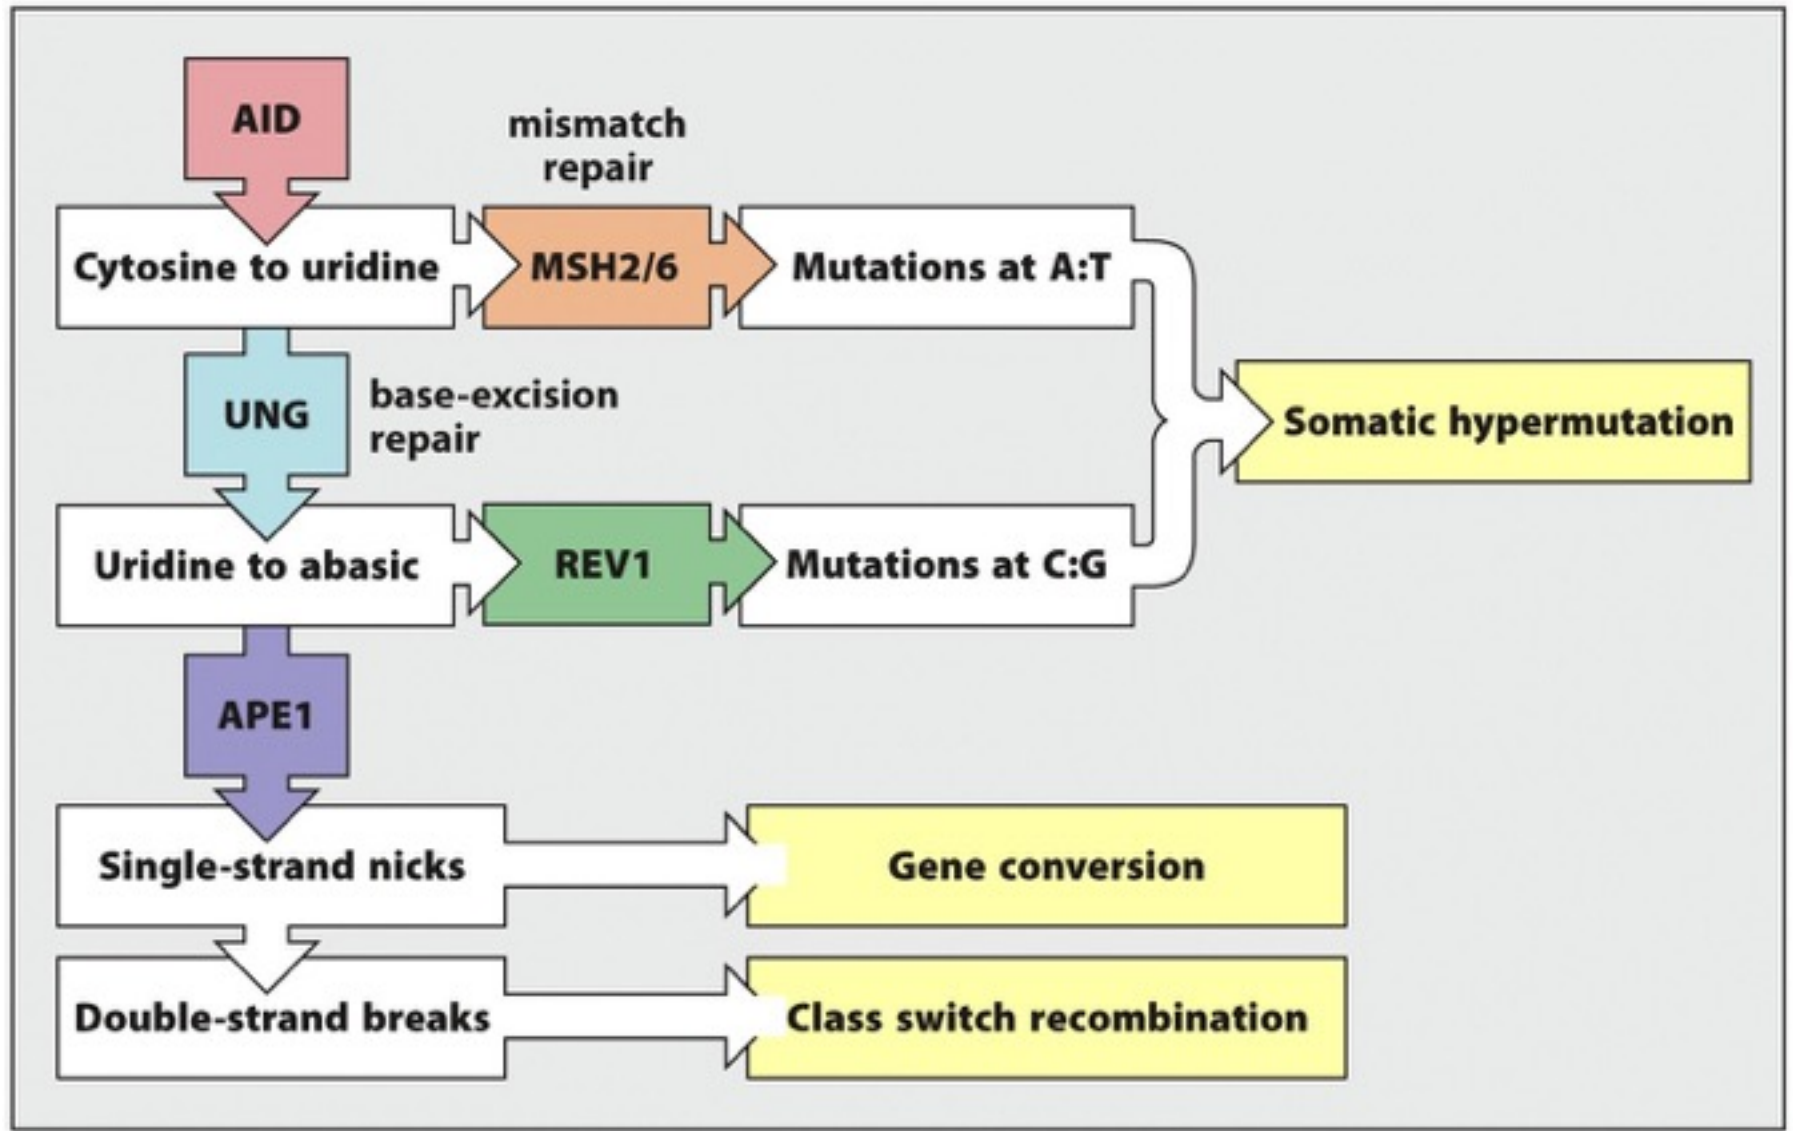 AID
mismatch
repair
Cytosine to uridine
MSH2/6
Mutations at A:T
UNG
base-excision
repair
Somatic hypermutation
Uridine to abasic
REV1
Mutations at C:G
APE1
Single-strand nicks
Gene conversion
Double-strand breaks
Class switch recombination